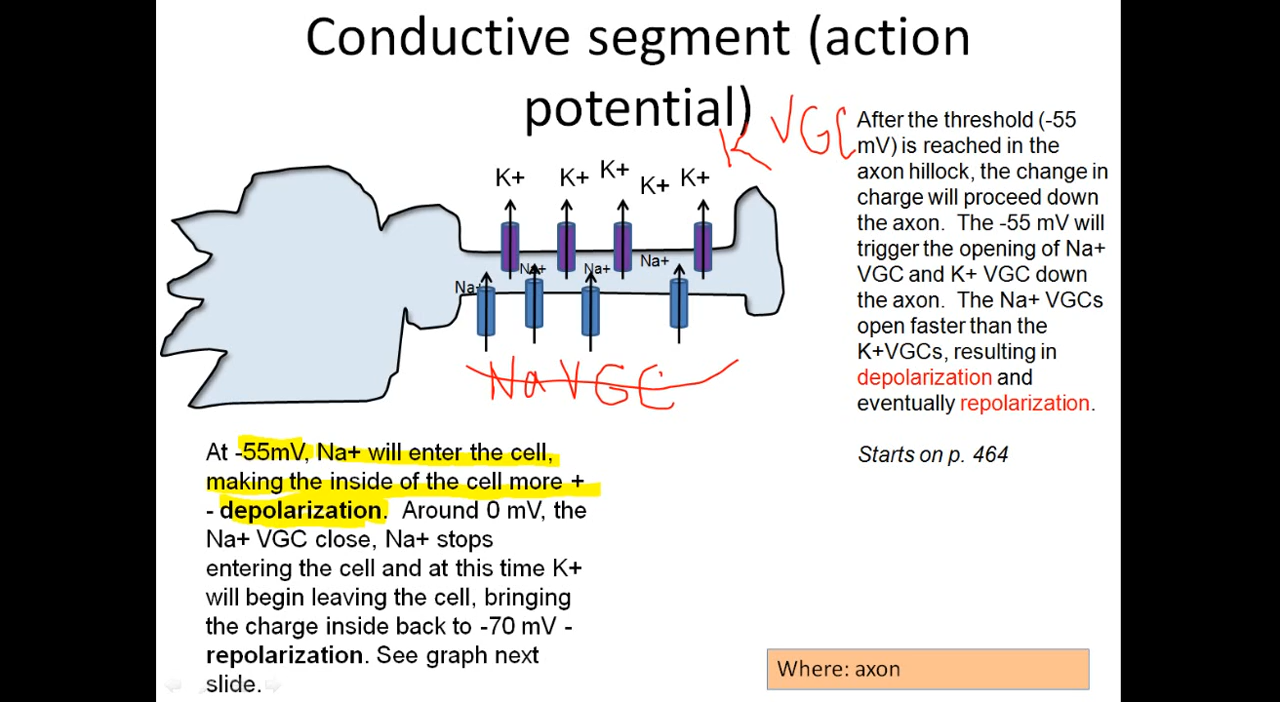 Conductive segment (action
potential)
K VGC
K+ K+ K+ K+ K+
Na+ Na+ Na+ Na+
Na VGC
After the threshold (-55
mV) is reached in the
axon hillock, the change in
charge will proceed down
the axon. The -55 mV will
trigger the opening of Na+
VGC and K+ VGC down
the axon. The Na+ VGCs
open faster than the
K+VGCs, resulting in
depolarization and
eventually repolarization.
Starts on p. 464
At -55mV, Na+ will enter the cell,
making the inside of the cell more +
- depolarization. Around 0 mV, the
Na+ VGC close, Na+ stops
entering the cell and at this time K+
will begin leaving the cell, bringing
the charge inside back to -70 mV -
repolarization. See graph next
slide.
Where: axon